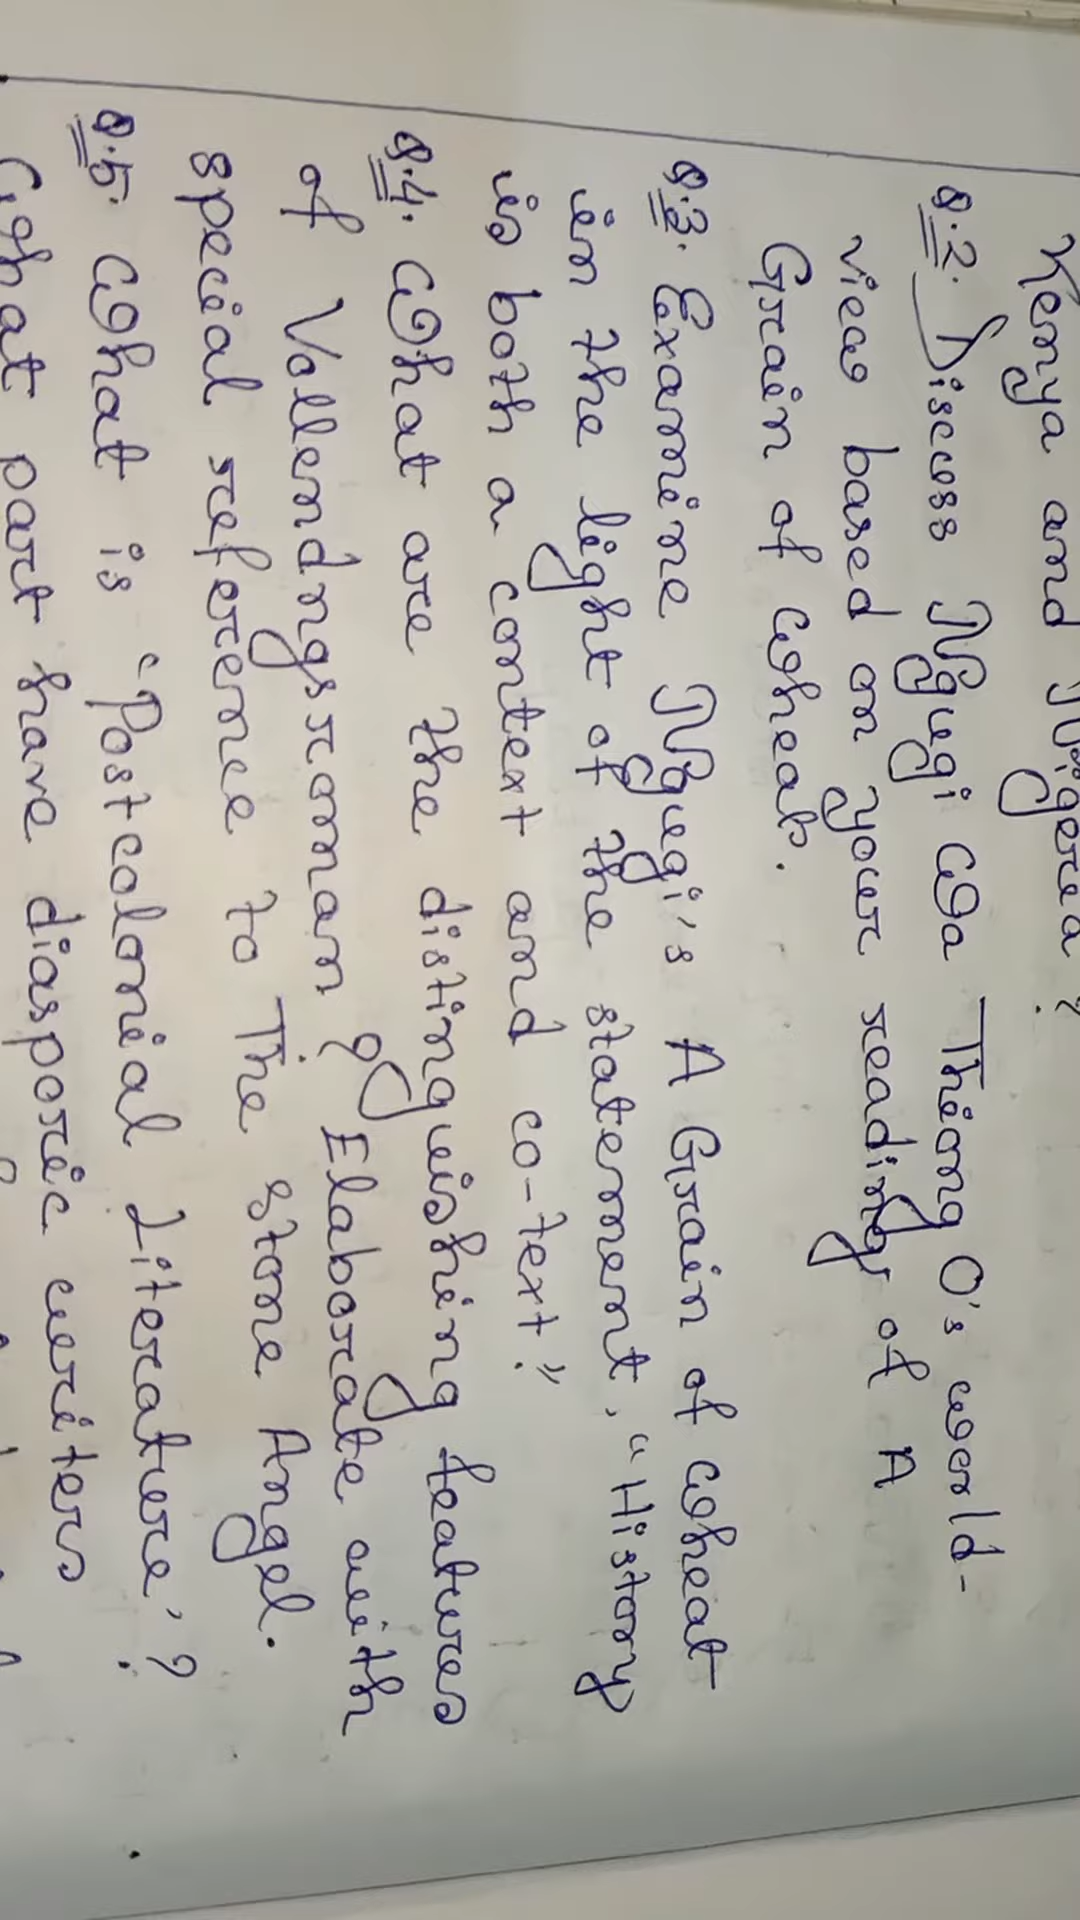 Kenya and Nigeria?
Q.2. Discuss Ngugi Wa Thiong O's world-
view based on your reading of A
Grain of wheat.
Q.3. Examine Ngugi's A Grain of wheat
in the light of the statement, "History
is both a context and co-text."
Q.4. What are the distinguishing features
of Vollendngsroman? Elaborate with
special reference to The stone Angel.
Q.5. What is 'Postcolonial Literature'?
What part have diasporic writers